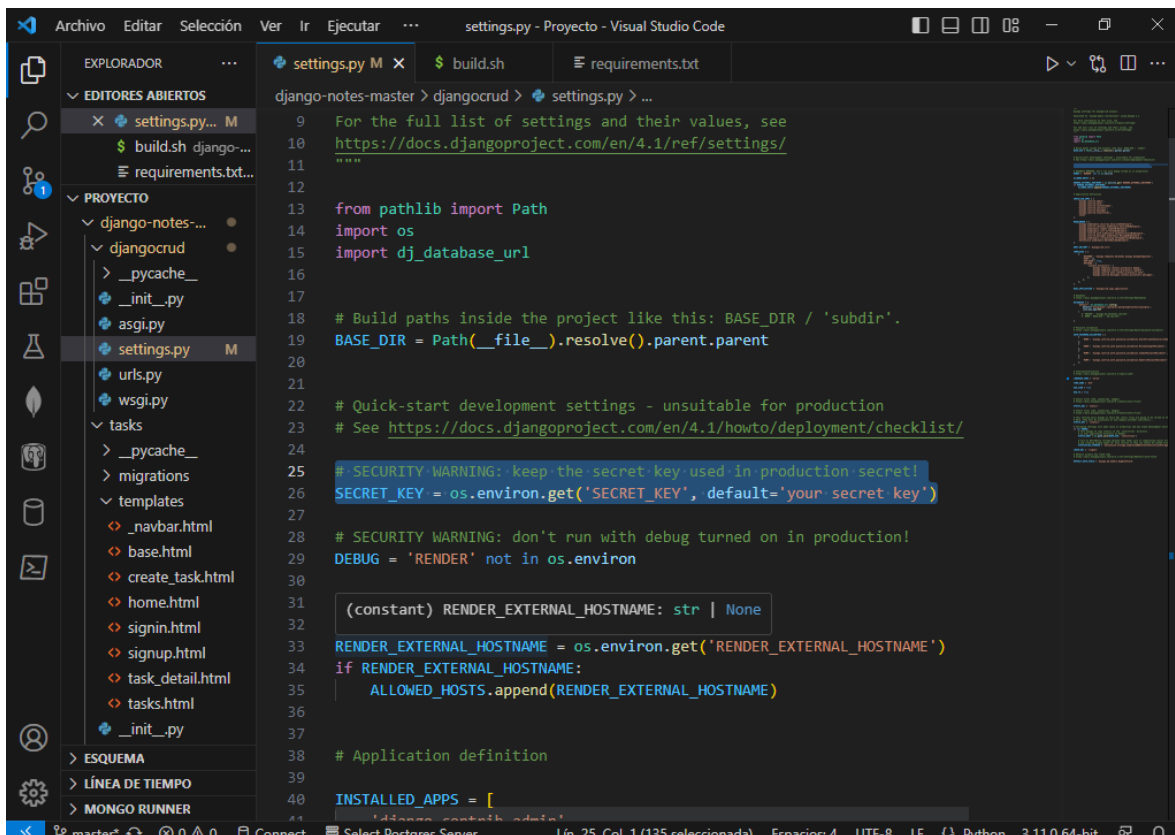 Archivo Editar Selección Ver Ir Ejecutar ··· settings.py - Proyecto - Visual Studio Code
EXPLORADOR ···
settings.py M
$ build.sh
requirements.txt
EDITORES ABIERTOS
settings.py... M
$ build.sh django-...
requirements.txt...
PROYECTO
django-notes-...
djangocrud
__pycache__
__init__.py
asgi.py
settings.py M
urls.py
wsgi.py
tasks
__pycache__
migrations
templates
_navbar.html
base.html
create_task.html
home.html
signin.html
signup.html
task_detail.html
tasks.html
__init__.py
ESQUEMA
LÍNEA DE TIEMPO
MONGO RUNNER
1
django-notes-master > djangocrud > settings.py > ...
9 For the full list of settings and their values, see
10 https://docs.djangoproject.com/en/4.1/ref/settings/
11 """
12
13 from pathlib import Path
14 import os
15 import dj_database_url
16
17
18 # Build paths inside the project like this: BASE_DIR / 'subdir'.
19 BASE_DIR = Path(__file__).resolve().parent.parent
20
21
22 # Quick-start development settings - unsuitable for production
23 # See https://docs.djangoproject.com/en/4.1/howto/deployment/checklist/
24
25 # SECURITY WARNING: keep the secret key used in production secret!
26 SECRET_KEY = os.environ.get('SECRET_KEY', default='your secret key')
27
28 # SECURITY WARNING: don't run with debug turned on in production!
29 DEBUG = 'RENDER' not in os.environ
30
31 (constant) RENDER_EXTERNAL_HOSTNAME: str | None
32
33 RENDER_EXTERNAL_HOSTNAME = os.environ.get('RENDER_EXTERNAL_HOSTNAME')
34 if RENDER_EXTERNAL_HOSTNAME:
35 ALLOWED_HOSTS.append(RENDER_EXTERNAL_HOSTNAME)
36
37
38 # Application definition
39
40 INSTALLED_APPS = [
41 'django.contrib.admin'
master* 0 0 Connect Select Postgres Server Lín. 25, Col. 1 (135 seleccionada) Espacios: 4 UTF-8 LF {} Python 3.11.0 64-bit